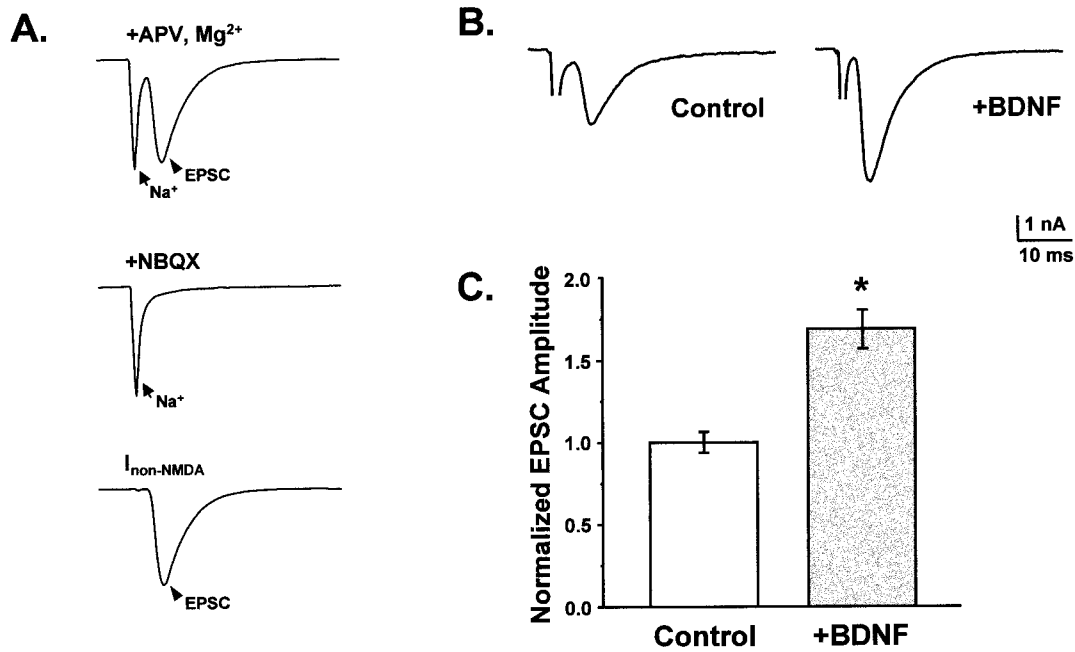 A.
+APV, Mg²⁺
EPSC
Na⁺
+NBQX
Na⁺
Inon-NMDA
EPSC
B.
Control
+BDNF
1 nA
10 ms
C.
Normalized EPSC Amplitude
2.0
1.5
1.0
0.5
0.0
*
Control
+BDNF